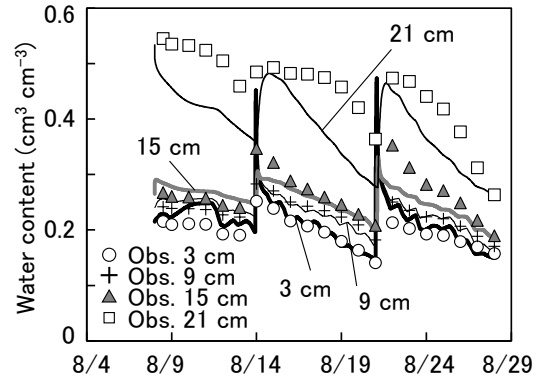 Water content (cm³ cm⁻³)
0.6
0.4
0.2
0
21 cm
15 cm
3 cm
9 cm
Obs. 3 cm
Obs. 9 cm
Obs. 15 cm
Obs. 21 cm
8/4 8/9 8/14 8/19 8/24 8/29